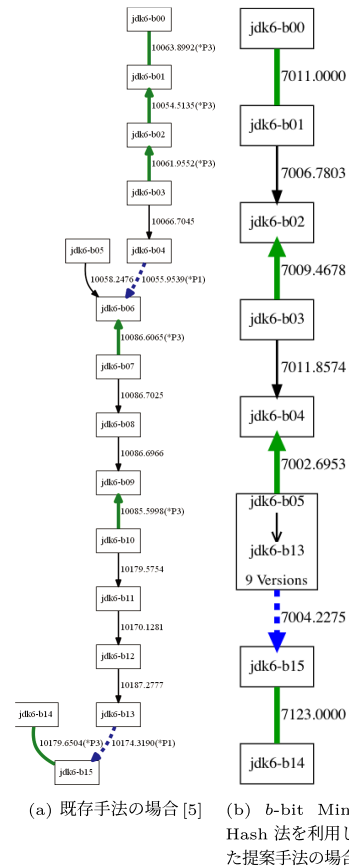 jdk6-b00
10063.8992(*P3)
jdk6-b01
10054.5135(*P3)
jdk6-b02
10061.9552(*P3)
jdk6-b03
10066.7045
jdk6-b05
jdk6-b04
10058.2476
10055.9539(*P1)
jdk6-b06
10086.6065(*P3)
jdk6-b07
10086.7025
jdk6-b08
10086.6966
jdk6-b09
10085.5998(*P3)
jdk6-b10
10179.5754
jdk6-b11
10170.1281
jdk6-b12
10187.2777
jdk6-b14
jdk6-b13
10179.6504(*P3)
10174.3190(*P1)
jdk6-b15
(a) 既存手法の場合[5]
jdk6-b00
7011.0000
jdk6-b01
7006.7803
jdk6-b02
7009.4678
jdk6-b03
7011.8574
jdk6-b04
7002.6953
jdk6-b05
jdk6-b13
9 Versions
7004.2275
jdk6-b15
7123.0000
jdk6-b14
(b) b-bit Min
Hash 法を利用し
た提案手法の場合